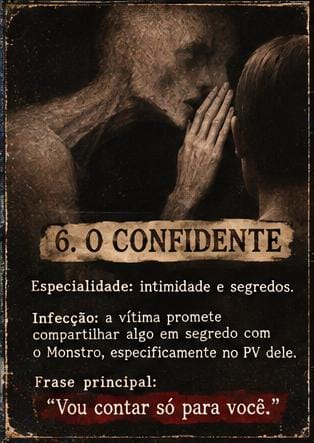 6. O CONFIDENTE
Especialidade: intimidade e segredos.
Infecção: a vítima promete
compartilhar algo em segredo com
o Monstro, especificamente no PV dele.
Frase principal:
“Vou contar só para você.”